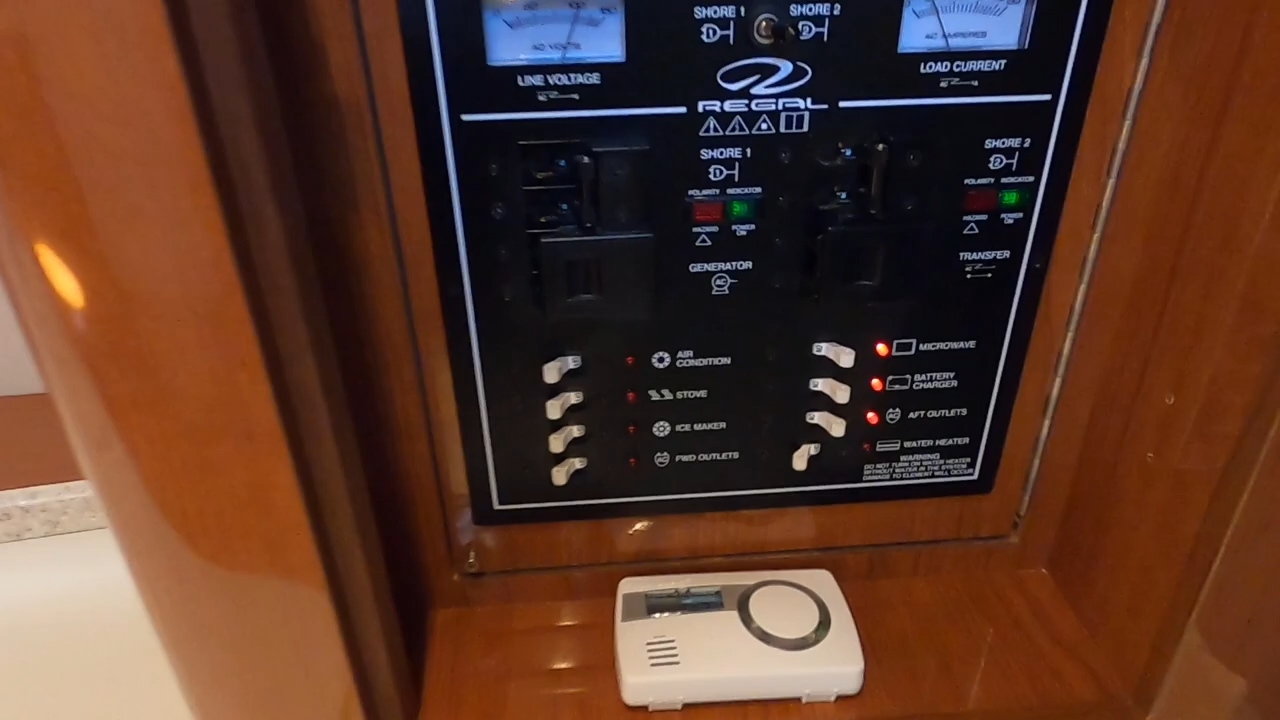 SHORE 1
SHORE 2
AC VOLTS
AC AMPERES
LINE VOLTAGE
LOAD CURRENT
REGAL
SHORE 1
POLARITY INDICATOR
HAZARD
POWER ON
GENERATOR
AC
SHORE 2
POLARITY INDICATOR
HAZARD
POWER ON
TRANSFER
AIR CONDITION
STOVE
ICE MAKER
AC FWD OUTLETS
MICROWAVE
BATTERY CHARGER
AC AFT OUTLETS
WATER HEATER
WARNING
DO NOT TURN ON WATER HEATER
WITHOUT WATER IN THE SYSTEM
DAMAGE TO ELEMENT WILL OCCUR